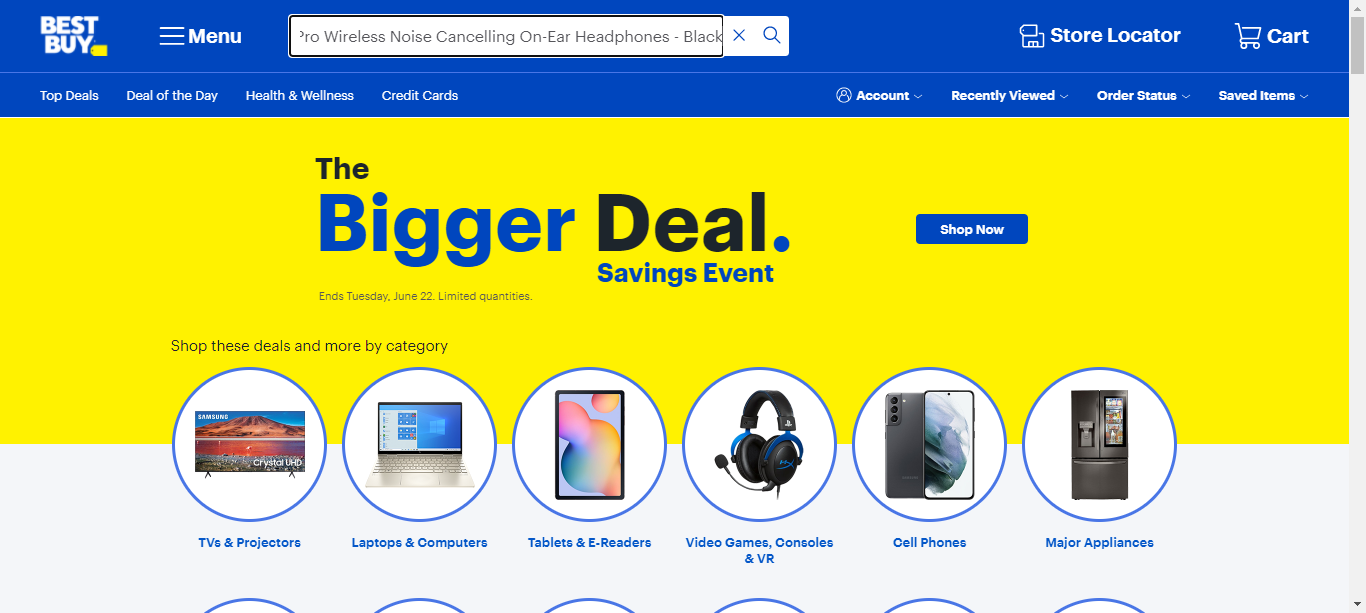 BEST
BUY
Menu
Pro Wireless Noise Cancelling On-Ear Headphones - Black
Store Locator
Cart
Top Deals
Deal of the Day
Health & Wellness
Credit Cards
Account
Recently Viewed
Order Status
Saved Items
The
Bigger Deal.
Savings Event
Shop Now
Ends Tuesday, June 22. Limited quantities.
Shop these deals and more by category
SAMSUNG
Crystal UHD
TVs & Projectors
Laptops & Computers
Tablets & E-Readers
Video Games, Consoles
& VR
Cell Phones
Major Appliances